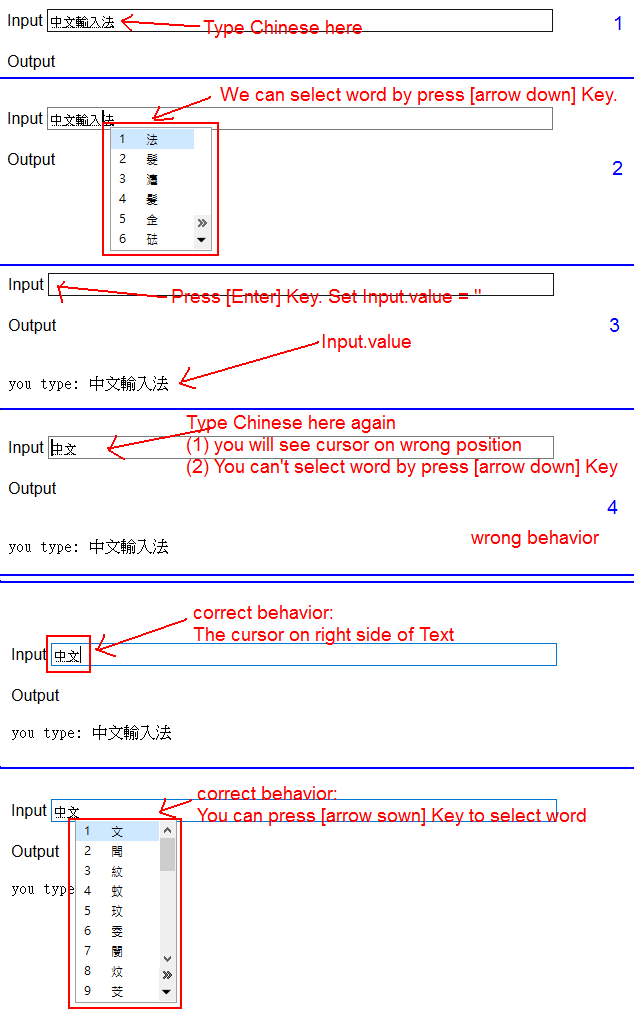 Input 中文輸入法 Type Chinese here 1
Output
We can select word by press [arrow down] Key.
Input 中文輸入法
1 法
Output 2 髮 2
3 灋
4
5 佱 »
6 砝
Input Press [Enter] Key. Set Input.value = ''
Output 3
Input.value
you type: 中文輸入法
Type Chinese here again
Input 中文 (1) you will see cursor on wrong position
(2) You can't select word by press [arrow down] Key
Output
4
wrong behavior
you type: 中文輸入法
correct behavior:
The cursor on right side of Text
Input 中文
Output
you type: 中文輸入法
correct behavior:
Input 中文 You can press [arrow sown] Key to select word
1 文
Output 2 聞
3 紋
you type 4 蚊
5 玟
6 雯
7
8 炆 »
9 芠